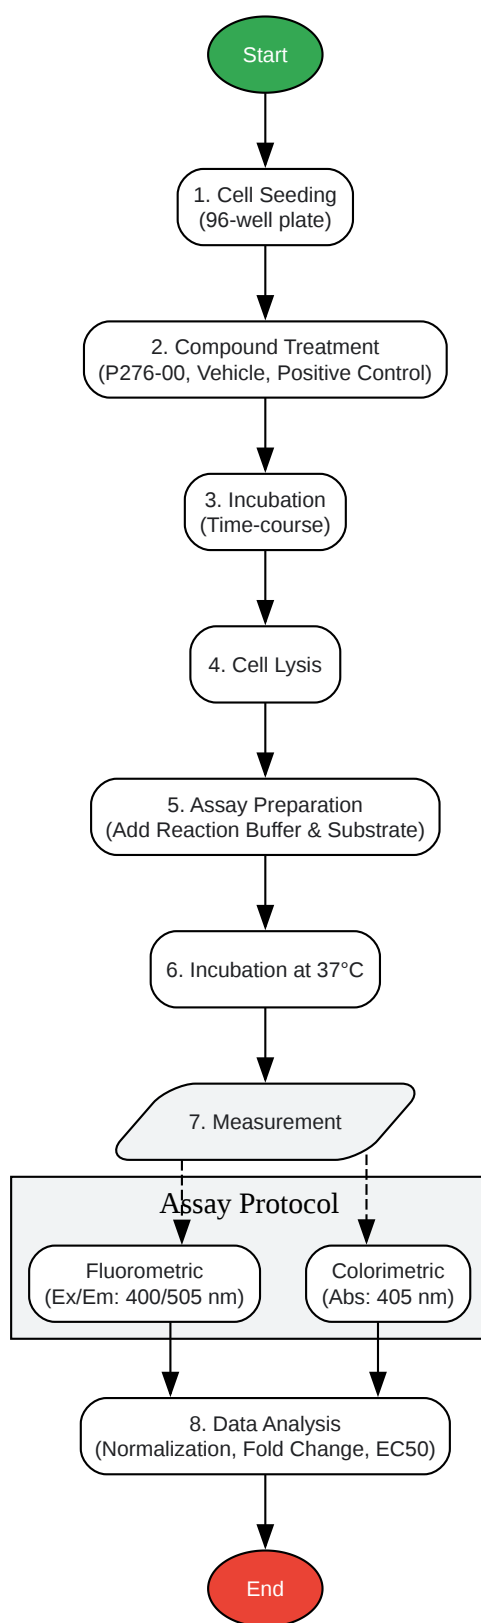 Start
1. Cell Seeding
(96-well plate)
2. Compound Treatment
(P276-00, Vehicle, Positive Control)
3. Incubation
(Time-course)
4. Cell Lysis
5. Assay Preparation
(Add Reaction Buffer & Substrate)
6. Incubation at 37°C
7. Measurement
Assay Protocol
Fluorometric
(Ex/Em: 400/505 nm)
Colorimetric
(Abs: 405 nm)
8. Data Analysis
(Normalization, Fold Change, EC50)
End